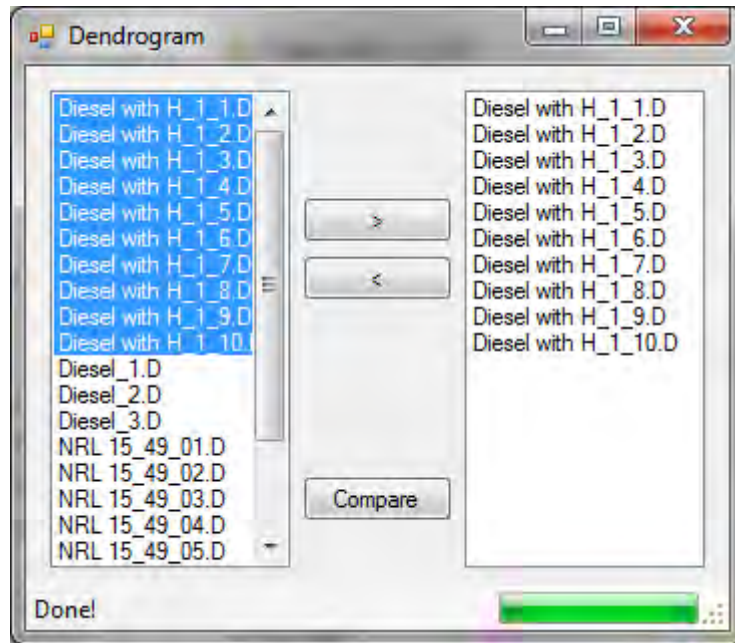 Dendrogram
Diesel with H_1_1.D
Diesel with H_1_2.D
Diesel with H_1_3.D
Diesel with H_1_4.D
Diesel with H_1_5.D
Diesel with H_1_6.D
Diesel with H_1_7.D
Diesel with H_1_8.D
Diesel with H_1_9.D
Diesel with H_1_10.I
Diesel_1.D
Diesel_2.D
Diesel_3.D
NRL 15_49_01.D
NRL 15_49_02.D
NRL 15_49_03.D
NRL 15_49_04.D
NRL 15_49_05.D
>
<
Compare
Diesel with H_1_1.D
Diesel with H_1_2.D
Diesel with H_1_3.D
Diesel with H_1_4.D
Diesel with H_1_5.D
Diesel with H_1_6.D
Diesel with H_1_7.D
Diesel with H_1_8.D
Diesel with H_1_9.D
Diesel with H_1_10.D
Done!